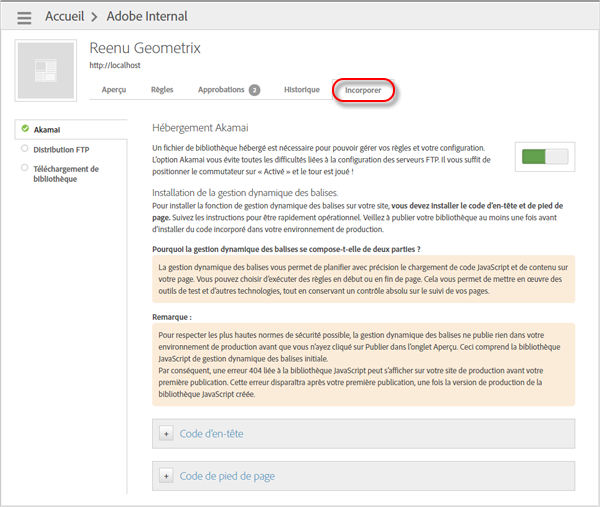 Accueil > Adobe Internal
Reenu Geometrix
http://localhost
Aperçu Règles Approbations 2 Historique Incorporer
Akamai
Distribution FTP
Téléchargement de
bibliothèque
Hébergement Akamai
Un fichier de bibliothèque hébergé est nécessaire pour pouvoir gérer vos règles et votre configuration.
L'option Akamai vous évite toutes les difficultés liées à la configuration des serveurs FTP. Il vous suffit de
positionner le commutateur sur « Activé » et le tour est joué !
Installation de la gestion dynamique des balises.
Pour installer la fonction de gestion dynamique des balises sur votre site, vous devez installer le code d'en-tête et de pied de
page. Suivez les instructions pour être rapidement opérationnel. Veillez à publier votre bibliothèque au moins une fois avant
d'installer du code incorporé dans votre environnement de production.
Pourquoi la gestion dynamique des balises se compose-t-elle de deux parties ?
La gestion dynamique des balises vous permet de planifier avec précision le chargement de code JavaScript et de contenu sur
votre page. Vous pouvez choisir d'exécuter des règles en début ou en fin de page. Cela vous permet de mettre en œuvre des
outils de test et d'autres technologies, tout en conservant un contrôle absolu sur le suivi de vos pages.
Remarque :
Pour respecter les plus hautes normes de sécurité possible, la gestion dynamique des balises ne publie rien dans votre
environnement de production avant que vous n'ayez cliqué sur Publier dans l'onglet Aperçu. Ceci comprend la bibliothèque
JavaScript de gestion dynamique des balises initiale.
Par conséquent, une erreur 404 liée à la bibliothèque JavaScript peut s'afficher sur votre site de production avant votre
première publication. Cette erreur disparaîtra après votre première publication, une fois la version de production de la
bibliothèque JavaScript créée.
+ Code d'en-tête
+ Code de pied de page